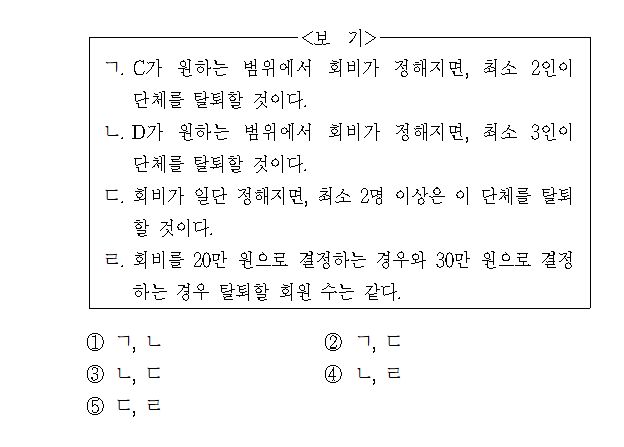 <보 기>
ㄱ. C가 원하는 범위에서 회비가 정해지면, 최소 2인이
단체를 탈퇴할 것이다.
ㄴ. D가 원하는 범위에서 회비가 정해지면, 최소 3인이
단체를 탈퇴할 것이다.
ㄷ. 회비가 일단 정해지면, 최소 2명 이상은 이 단체를 탈퇴
할 것이다.
ㄹ. 회비를 20만 원으로 결정하는 경우와 30만 원으로 결정
하는 경우 탈퇴할 회원 수는 같다.
① ㄱ, ㄴ ② ㄱ, ㄷ
③ ㄴ, ㄷ ④ ㄴ, ㄹ
⑤ ㄷ, ㄹ